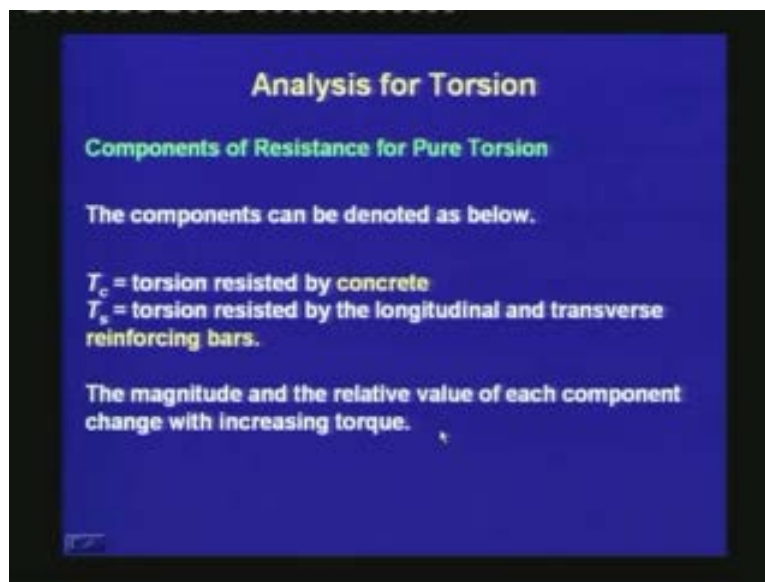 Analysis for Torsion
Components of Resistance for Pure Torsion
The components can be denoted as below.
Tc = torsion resisted by concrete
Ts = torsion resisted by the longitudinal and transverse
reinforcing bars.
The magnitude and the relative value of each component
change with increasing torque.